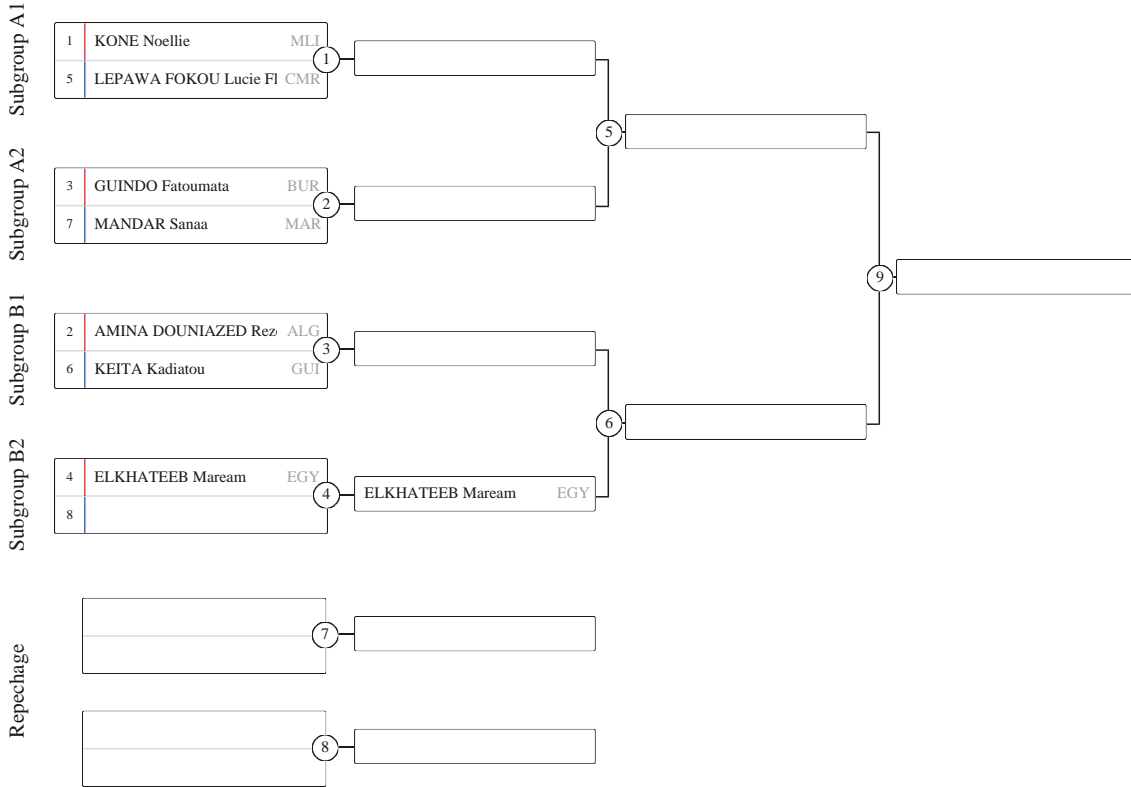 Subgroup A1
1 KONE Noellie MLI
1
5 LEPAWA FOKOU Lucie Fl CMR
5
Subgroup A2
3 GUINDO Fatoumata BUR
2
7 MANDAR Sanaa MAR
9
Subgroup B1
2 AMINA DOUNIAZED Rez ALG
3
6 KEITA Kadiatou GUI
6
Subgroup B2
4 ELKHATEEB Maream EGY
4 ELKHATEEB Maream EGY
8
Repechage
7
8